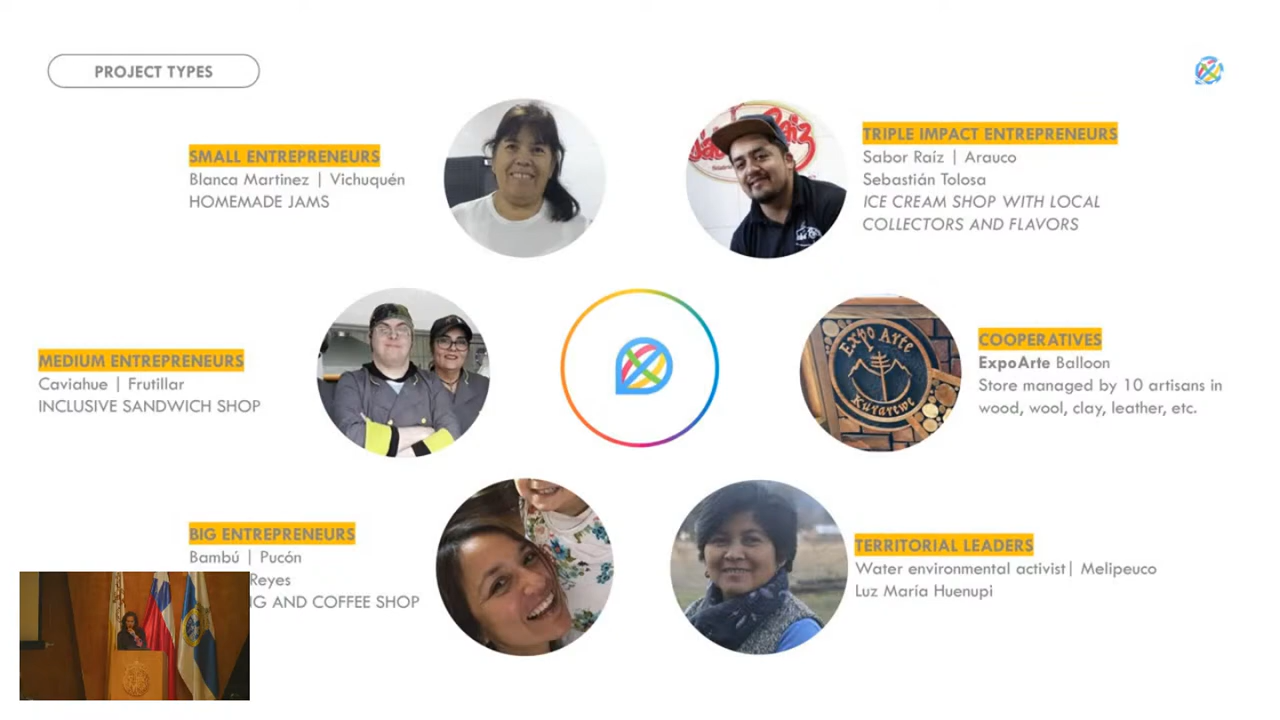 PROJECT TYPES
SMALL ENTREPRENEURS
Blanca Martinez | Vichuquén
HOMEMADE JAMS
TRIPLE IMPACT ENTREPRENEURS
Sabor Raíz | Arauco
Sebastián Tolosa
ICE CREAM SHOP WITH LOCAL
COLLECTORS AND FLAVORS
MEDIUM ENTREPRENEURS
Caviahue | Frutillar
INCLUSIVE SANDWICH SHOP
Expo Arte
Kurarewe
COOPERATIVES
ExpoArte Balloon
Store managed by 10 artisans in
wood, wool, clay, leather, etc.
BIG ENTREPRENEURS
Bambú | Pucón
Reyes
AND COFFEE SHOP
TERRITORIAL LEADERS
Water environmental activist| Melipeuco
Luz María Huenupi